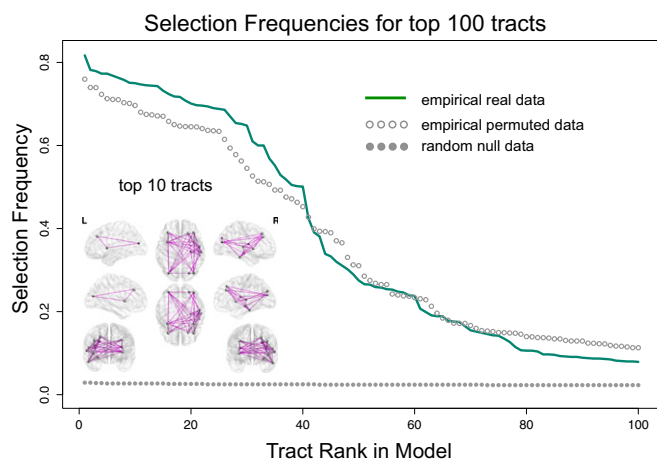 Selection Frequencies for top 100 tracts
0.8
0.6
0.4
0.2
0.0
Selection Frequency
empirical real data
empirical permuted data
random null data
top 10 tracts
L
R
0
20
40
60
80
100
Tract Rank in Model